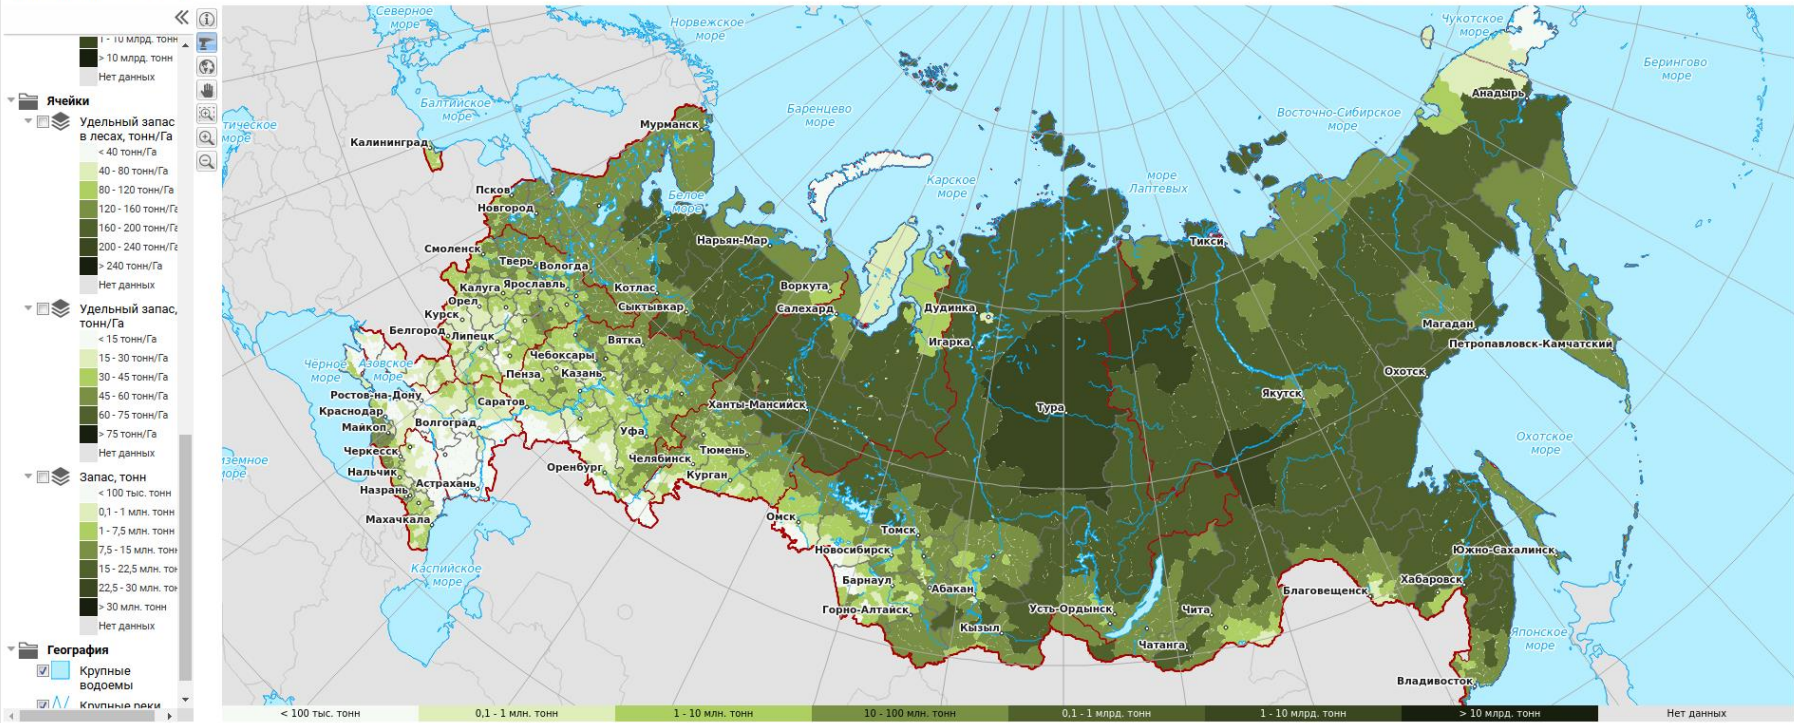 1 - 10 млрд. тонн
> 10 млрд. тонн
Нет данных
Ячейки
Удельный запас
в лесах, тонн/Га
< 40 тонн/Га
40 - 80 тонн/Га
80 - 120 тонн/Га
120 - 160 тонн/Га
160 - 200 тонн/Га
200 - 240 тонн/Га
> 240 тонн/Га
Нет данных
Удельный запас,
тонн/Га
< 15 тонн/Га
15 - 30 тонн/Га
30 - 45 тонн/Га
45 - 60 тонн/Га
60 - 75 тонн/Га
> 75 тонн/Га
Нет данных
Запас, тонн
< 100 тыс. тонн
0,1 - 1 млн. тонн
1 - 7,5 млн. тонн
7,5 - 15 млн. тонн
15 - 22,5 млн. тон
22,5 - 30 млн. тон
> 30 млн. тонн
Нет данных
География
Крупные
водоемы
Крупные реки
Северное
море
Норвежское
море
Чукотское
море
Берингово
море
Балтийское
море
Баренцево
море
Восточно-Сибирское
море
тическое
море
Анадырь
Мурманск
Калининград
Карское
море
море
Лаптевых
Псков
Белое
море
Новгород
Нарьян-Мар
Тикси
Смоленск
Тверь
Вологда
Калуга
Ярославль
Котлас
Воркута
Орел
Сыктывкар
Салехард
Дудинка
Курск
Магадан
Белгород
Липецк
Вятка
Игарка
Петропавловск-Камчатский
Чёрное
море
Азовское
море
Чебоксары
Пенза
Казань
Охотск
Ростов-на-Дону
Саратов
Ханты-Мансийск
Тура
Якутск
Краснодар
Майкоп
Волгоград
Уфа
Охотское
море
Черкесск
Челябинск
Тюмень
иземное
море
Нальчик
Оренбург
Курган
Назрань
Астрахань
Махачкала
Омск
Томск
Новосибирск
Южно-Сахалинск
Каспийское
море
Барнаул
Абакан
Благовещенск
Хабаровск
Горно-Алтайск
Усть-Ордынск
Чита
Кызыл
Чатанга
Японское
море
Владивосток
< 100 тыс. тонн
0,1 - 1 млн. тонн
1 - 10 млн. тонн
10 - 100 млн. тонн
0,1 - 1 млрд. тонн
1 - 10 млрд. тонн
> 10 млрд. тонн
Нет данных